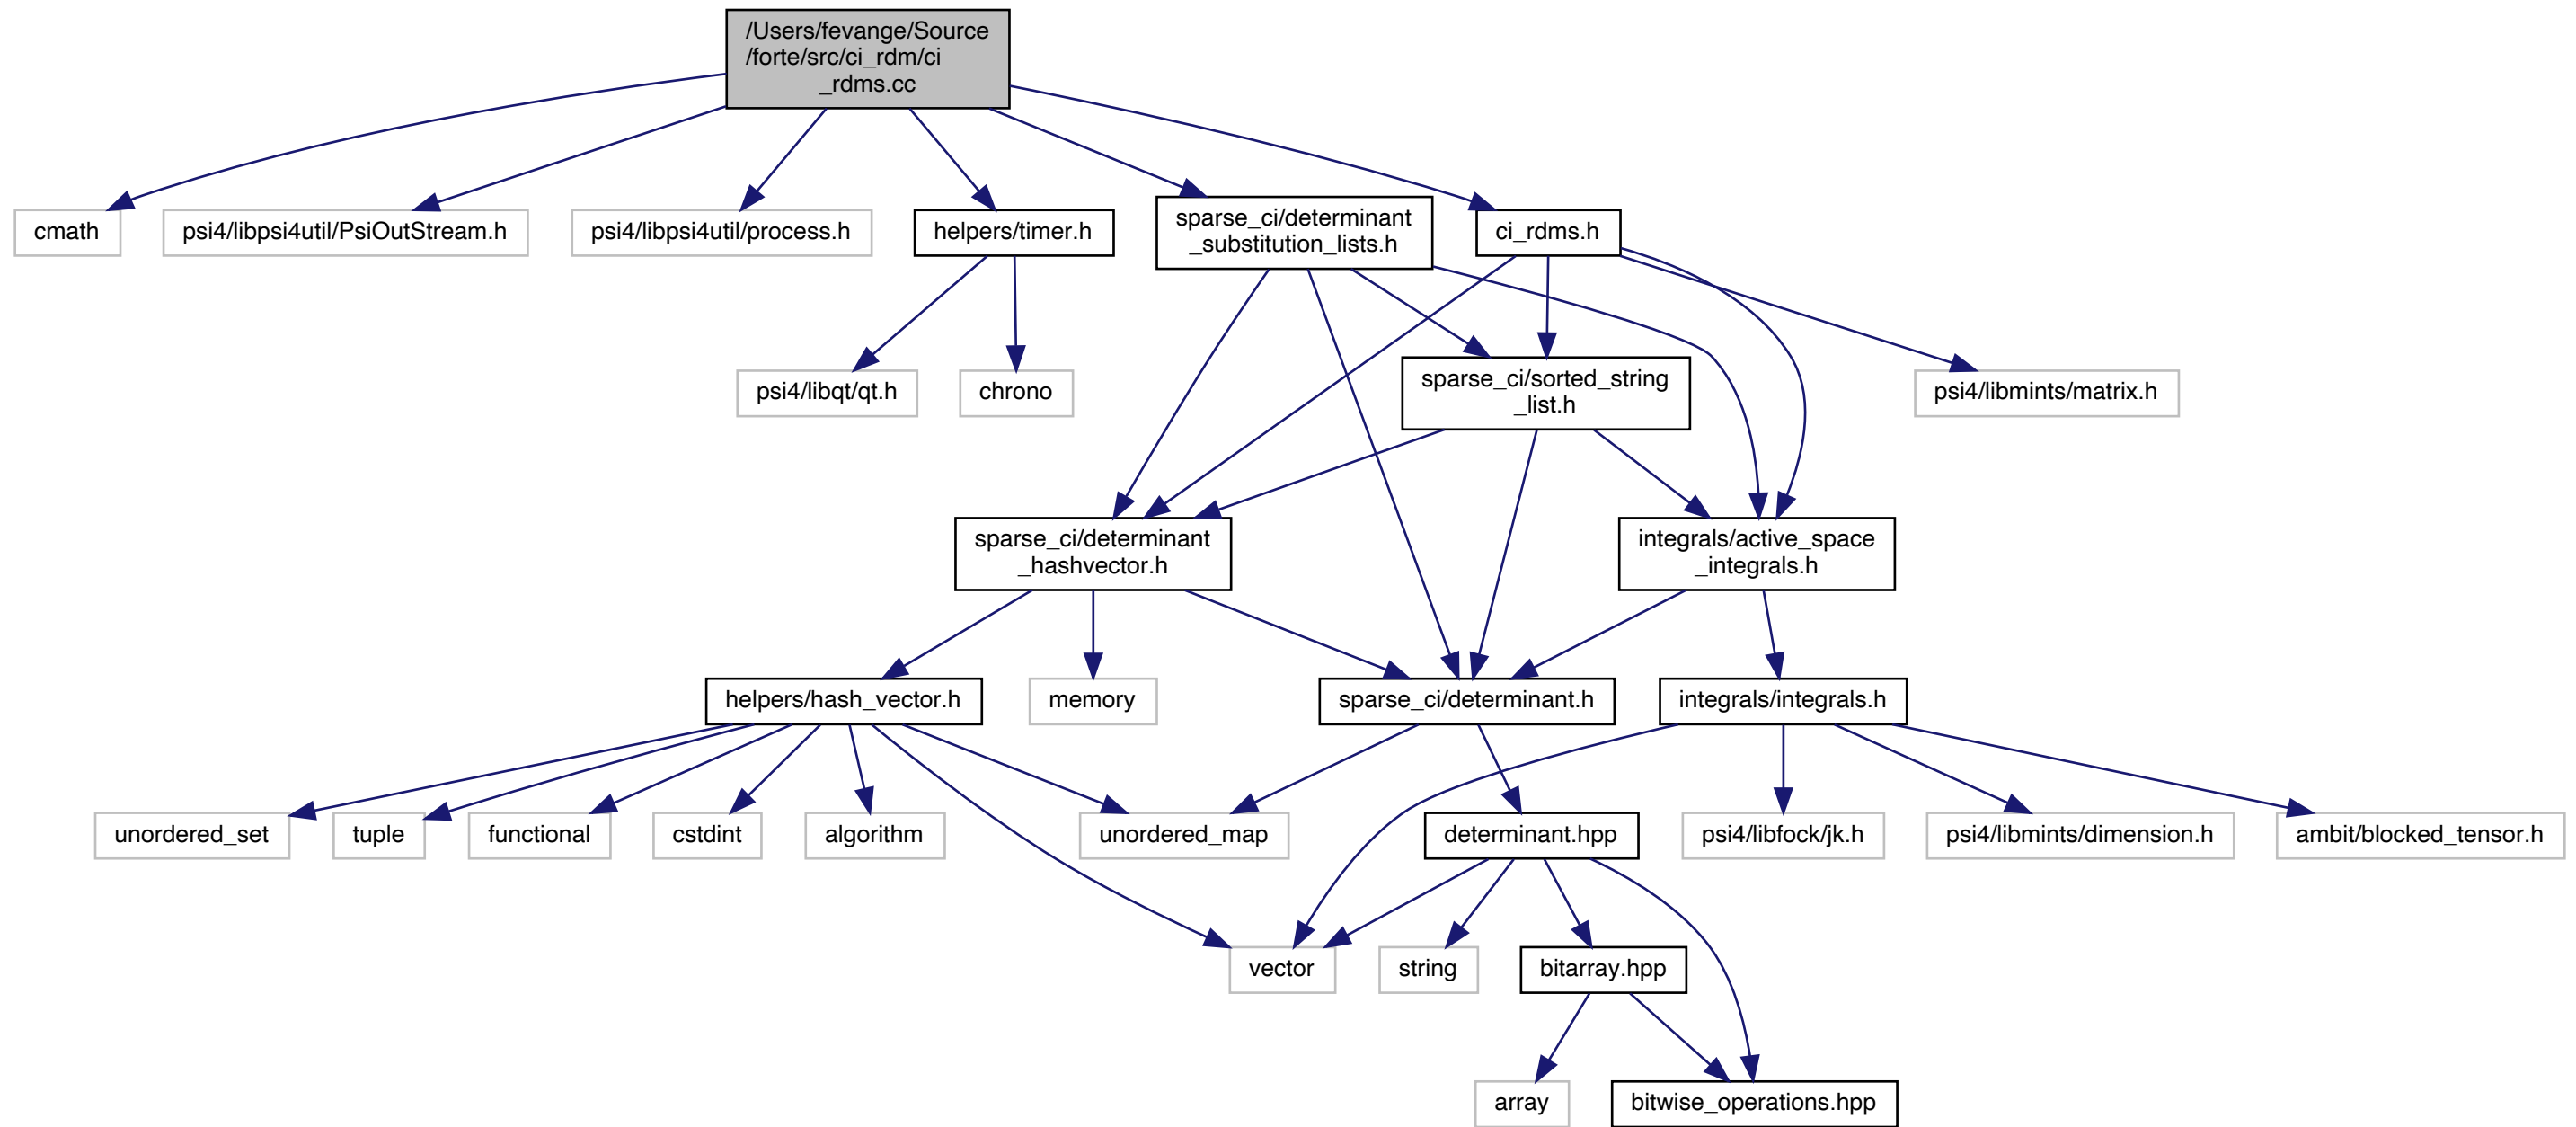 /Users/fevange/Source
/forte/src/ci_rdm/ci
_rdms.cc
cmath
psi4/libpsi4util/PsiOutStream.h
psi4/libpsi4util/process.h
helpers/timer.h
sparse_ci/determinant
_substitution_lists.h
ci_rdms.h
psi4/libqt/qt.h
chrono
sparse_ci/sorted_string
_list.h
psi4/libmints/matrix.h
sparse_ci/determinant
_hashvector.h
integrals/active_space
_integrals.h
helpers/hash_vector.h
memory
sparse_ci/determinant.h
integrals/integrals.h
unordered_set
tuple
functional
cstdint
algorithm
unordered_map
determinant.hpp
psi4/libfock/jk.h
psi4/libmints/dimension.h
ambit/blocked_tensor.h
vector
string
bitarray.hpp
array
bitwise_operations.hpp